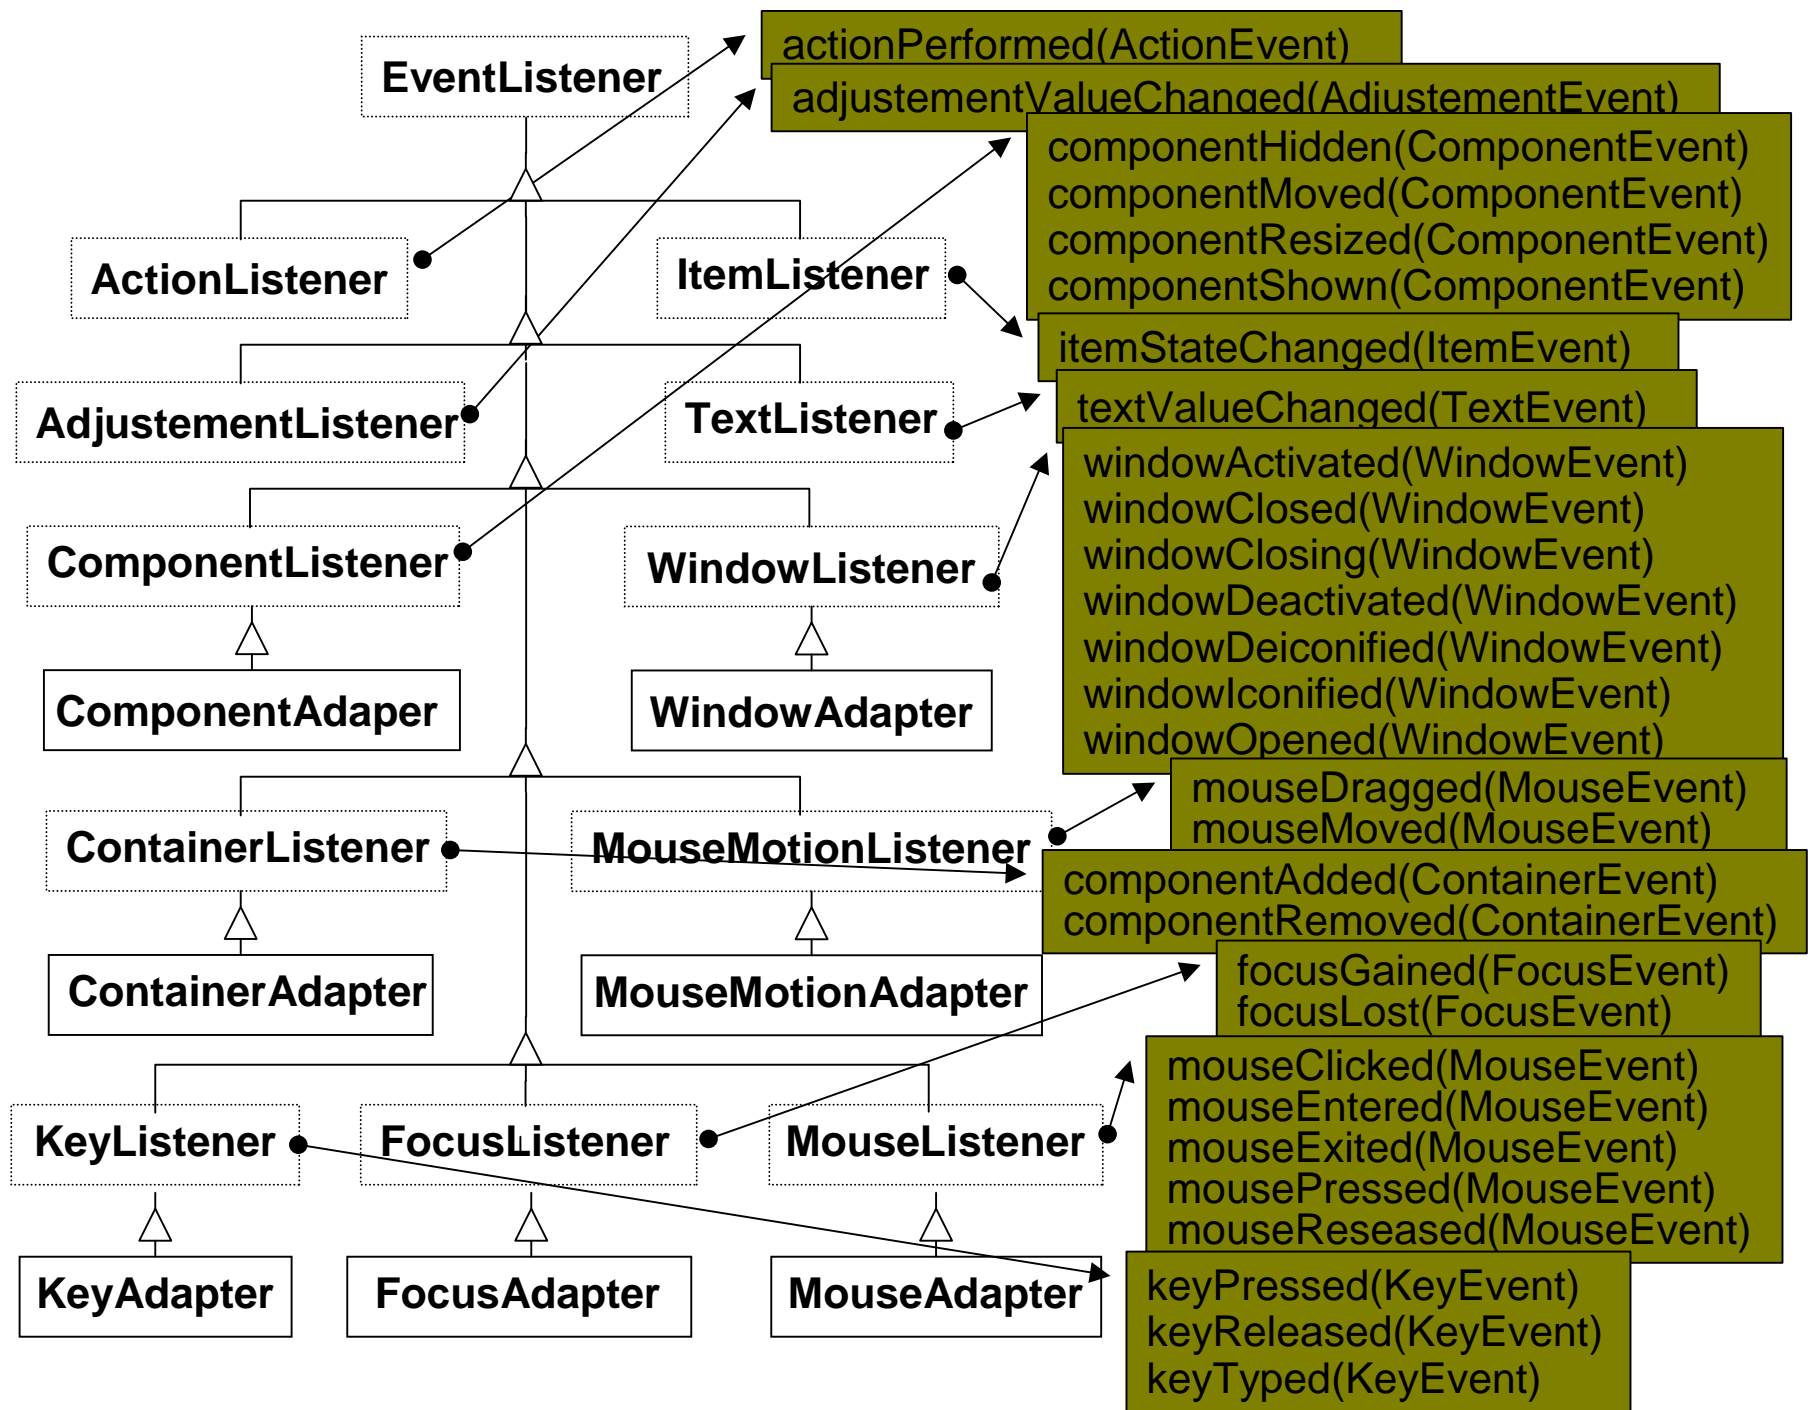 EventListener
actionPerformed(ActionEvent)
adjustementValueChanged(AdjustementEvent)
componentHidden(ComponentEvent)
componentMoved(ComponentEvent)
componentResized(ComponentEvent)
componentShown(ComponentEvent)
ActionListener
ItemListener
itemStateChanged(ItemEvent)
AdjustementListener
TextListener
textValueChanged(TextEvent)
windowActivated(WindowEvent)
windowClosed(WindowEvent)
windowClosing(WindowEvent)
windowDeactivated(WindowEvent)
windowDeiconified(WindowEvent)
windowIconified(WindowEvent)
windowOpened(WindowEvent)
ComponentListener
WindowListener
ComponentAdaper
WindowAdapter
mouseDragged(MouseEvent)
mouseMoved(MouseEvent)
ContainerListener
MouseMotionListener
componentAdded(ContainerEvent)
componentRemoved(ContainerEvent)
ContainerAdapter
MouseMotionAdapter
focusGained(FocusEvent)
focusLost(FocusEvent)
mouseClicked(MouseEvent)
mouseEntered(MouseEvent)
mouseExited(MouseEvent)
mousePressed(MouseEvent)
mouseReseased(MouseEvent)
KeyListener
FocusListener
MouseListener
KeyAdapter
FocusAdapter
MouseAdapter
keyPressed(KeyEvent)
keyReleased(KeyEvent)
keyTyped(KeyEvent)